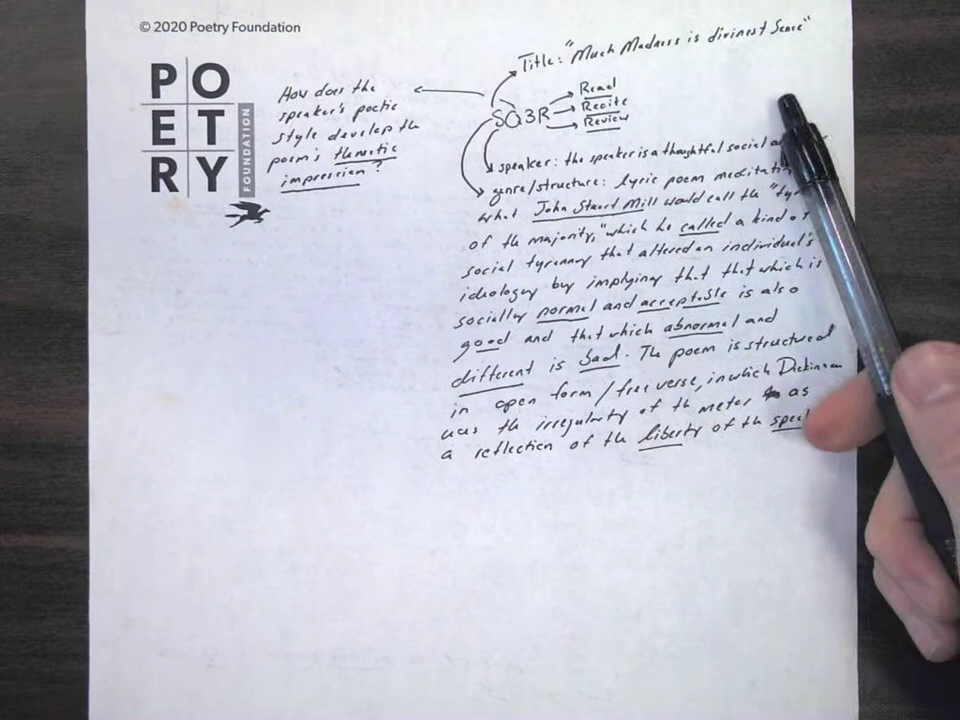 © 2020 Poetry Foundation
PO
ET
RY
FOUNDATION
How does the
speaker's poetic
style develop the
poem's thematic
impression?
Title: "Much Madness is divinest Sense"
SQ3R
Read
Recite
Review
speaker: the speaker is a thoughtful social
genre/structure: lyric poem
what John Stuart Mill would call the
of the majority," which he called a kind of
social tyranny that altered an individual's
ideology by implying that that which is
socially normal and acceptable is also
good and that which abnormal and
different is bad. The poem is structured
in open form/free verse, in which Dickinson
uses the irregularity of the meter as
a reflection of the liberty of the